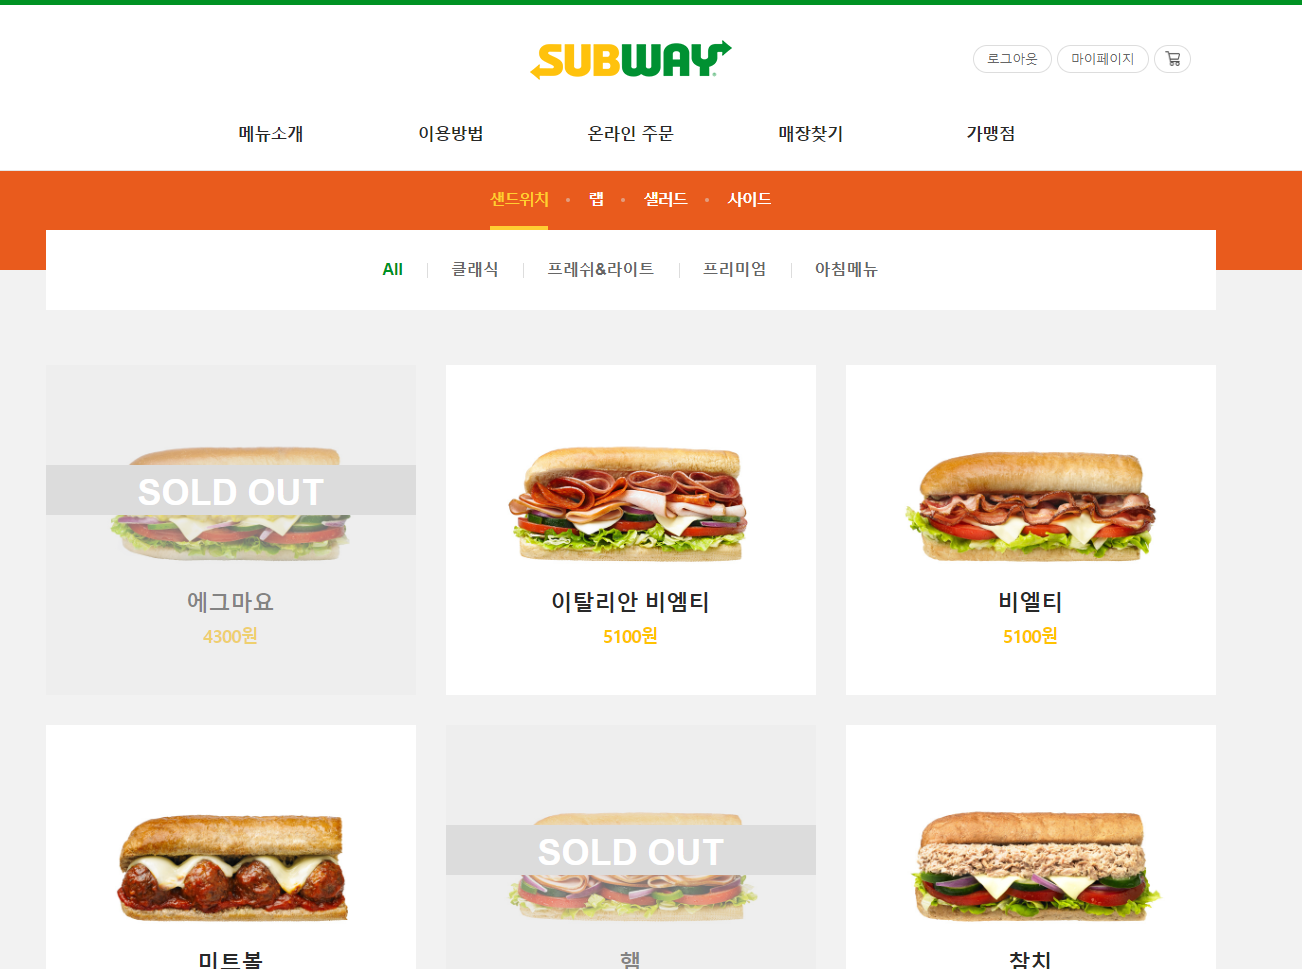 SUBWAY
로그아웃 마이페이지
메뉴소개 이용방법 온라인 주문 매장찾기 가맹점
샌드위치 랩 샐러드 사이드
All 클래식 프레쉬&라이트 프리미엄 아침메뉴
SOLD OUT
에그마요 이탈리안 비엠티 비엘티
4300원 5100원 5100원
SOLD OUT
미트볼 햄 참치